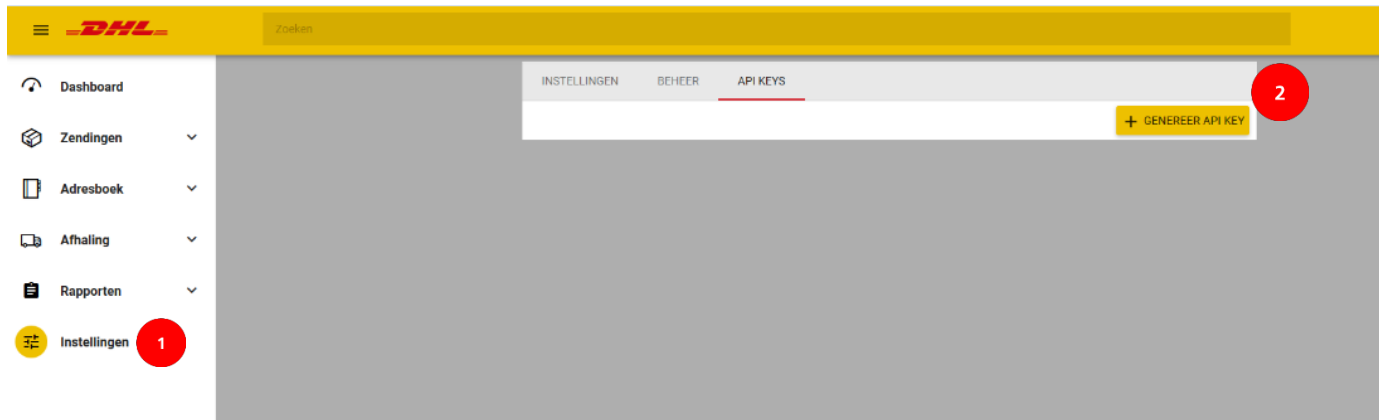 DHL
Zoeken
Dashboard
Zendingen
Adresboek
Afhaling
Rapporten
Instellingen
1
INSTELLINGEN BEHEER API KEYS
2
+ GENEREER API KEY